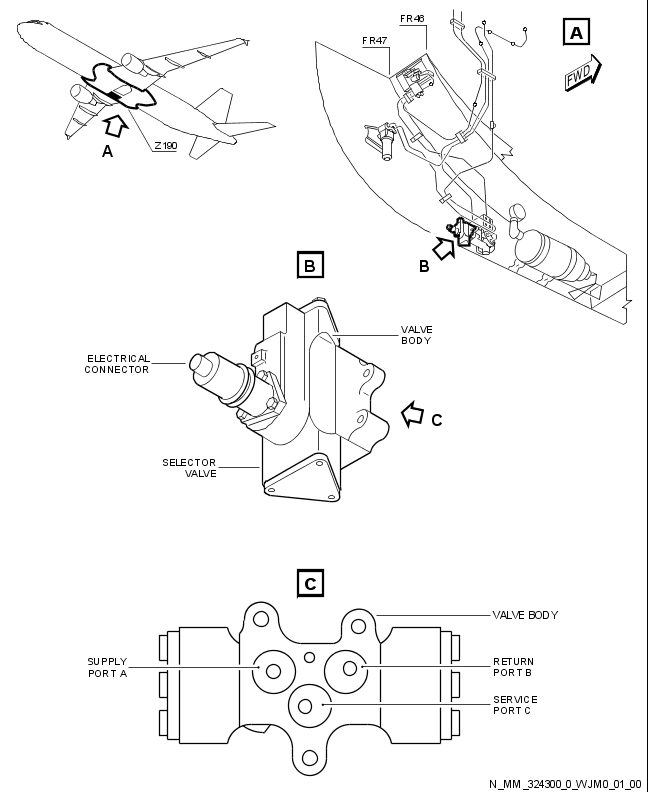 FR46
FR47
A
FWD
A
Z190
B
B
VALVE
BODY
ELECTRICAL
CONNECTOR
C
SELECTOR
VALVE
C
VALVE BODY
SUPPLY
PORT A
RETURN
PORT B
SERVICE
PORT C
N_MM_324300_0_WJM0_01_00